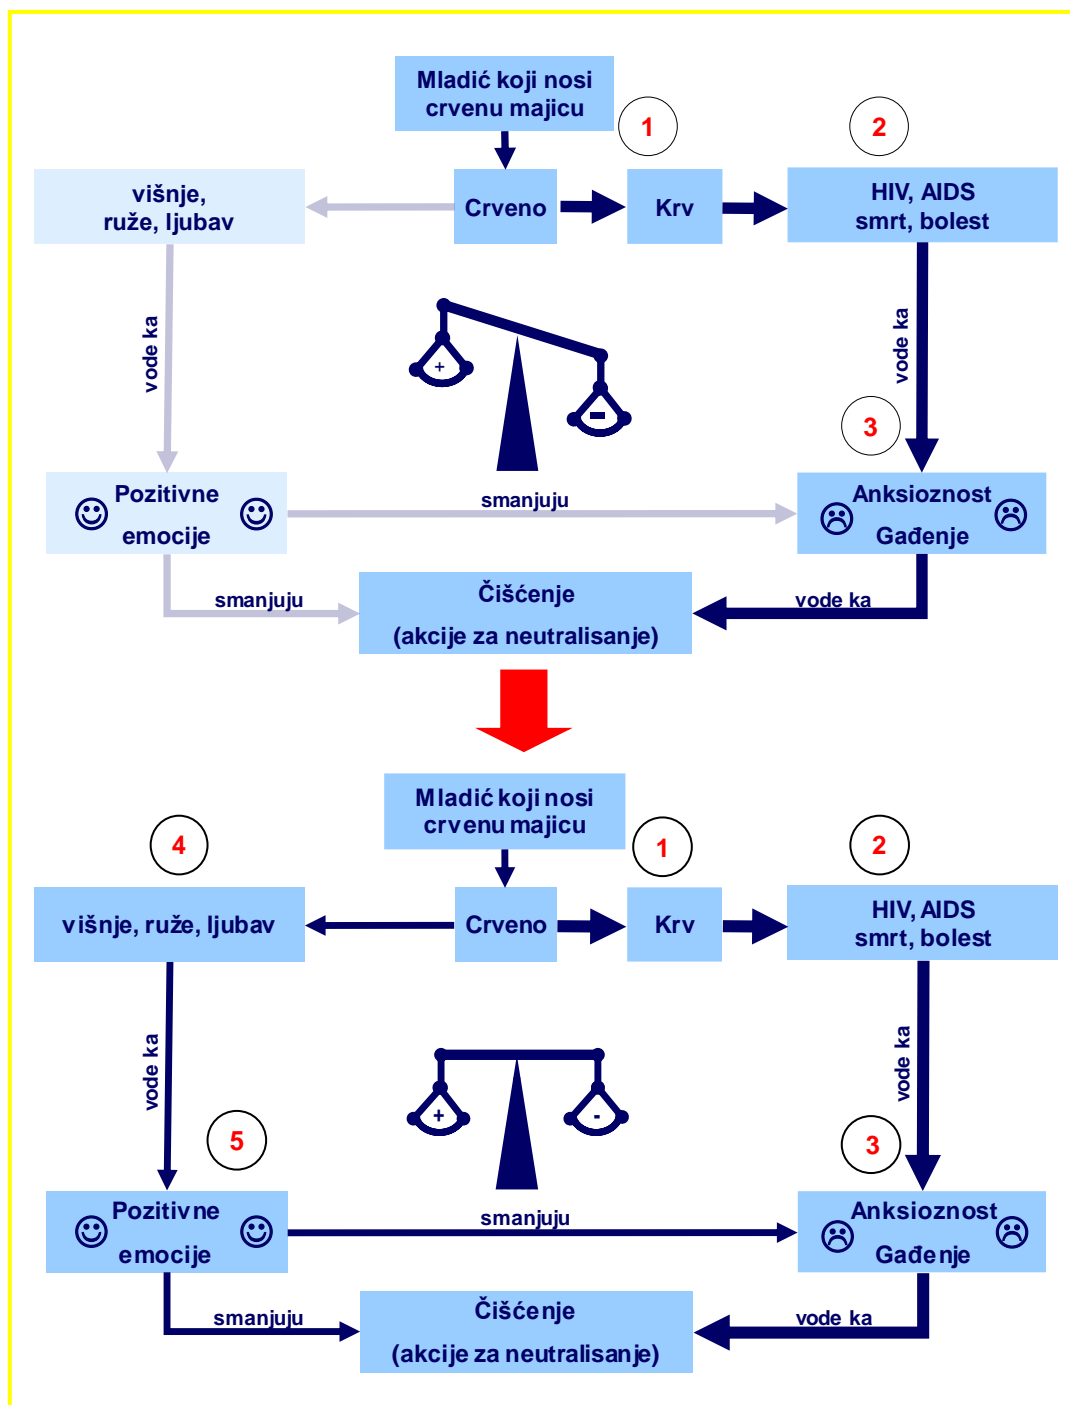 Mladić koji nosi
crvenu majicu
1
2
višnje,
ruže, ljubav
Crveno
Krv
HIV, AIDS
smrt, bolest
vode ka
+
-
vode ka
3
Pozitivne
emocije
smanjuju
Anksioznost
Gađenje
smanjuju
Čišćenje
(akcije za neutralisanje)
vode ka
Mladić koji nosi
crvenu majicu
4
1
2
višnje, ruže, ljubav
Crveno
Krv
HIV, AIDS
smrt, bolest
vode ka
+
-
vode ka
5
3
Pozitivne
emocije
smanjuju
Anksioznost
Gađenje
smanjuju
Čišćenje
(akcije za neutralisanje)
vode ka